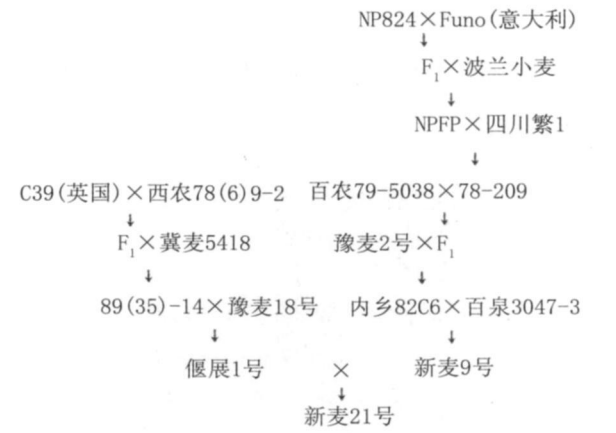 NP824×Funo(意大利)
↓
F₁×波兰小麦
↓
NPFP×四川繁1
↓
C39(英国)×西农78(6)9-2 百农79-5038×78-209
↓ ↓
F₁×冀麦5418 豫麦2号×F₁
↓ ↓
89(35)-14×豫麦18号 内乡82C6×百泉3047-3
↓ ↓
偃展1号 × 新麦9号
↓
新麦21号